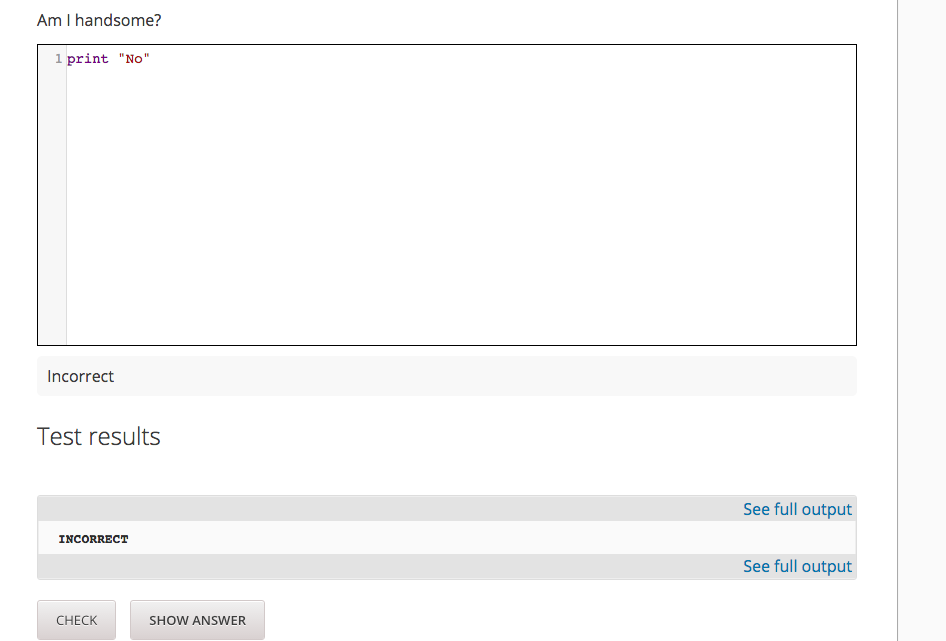 Am I handsome?
1 print "No"
Incorrect
Test results
See full output
INCORRECT
See full output
CHECK SHOW ANSWER